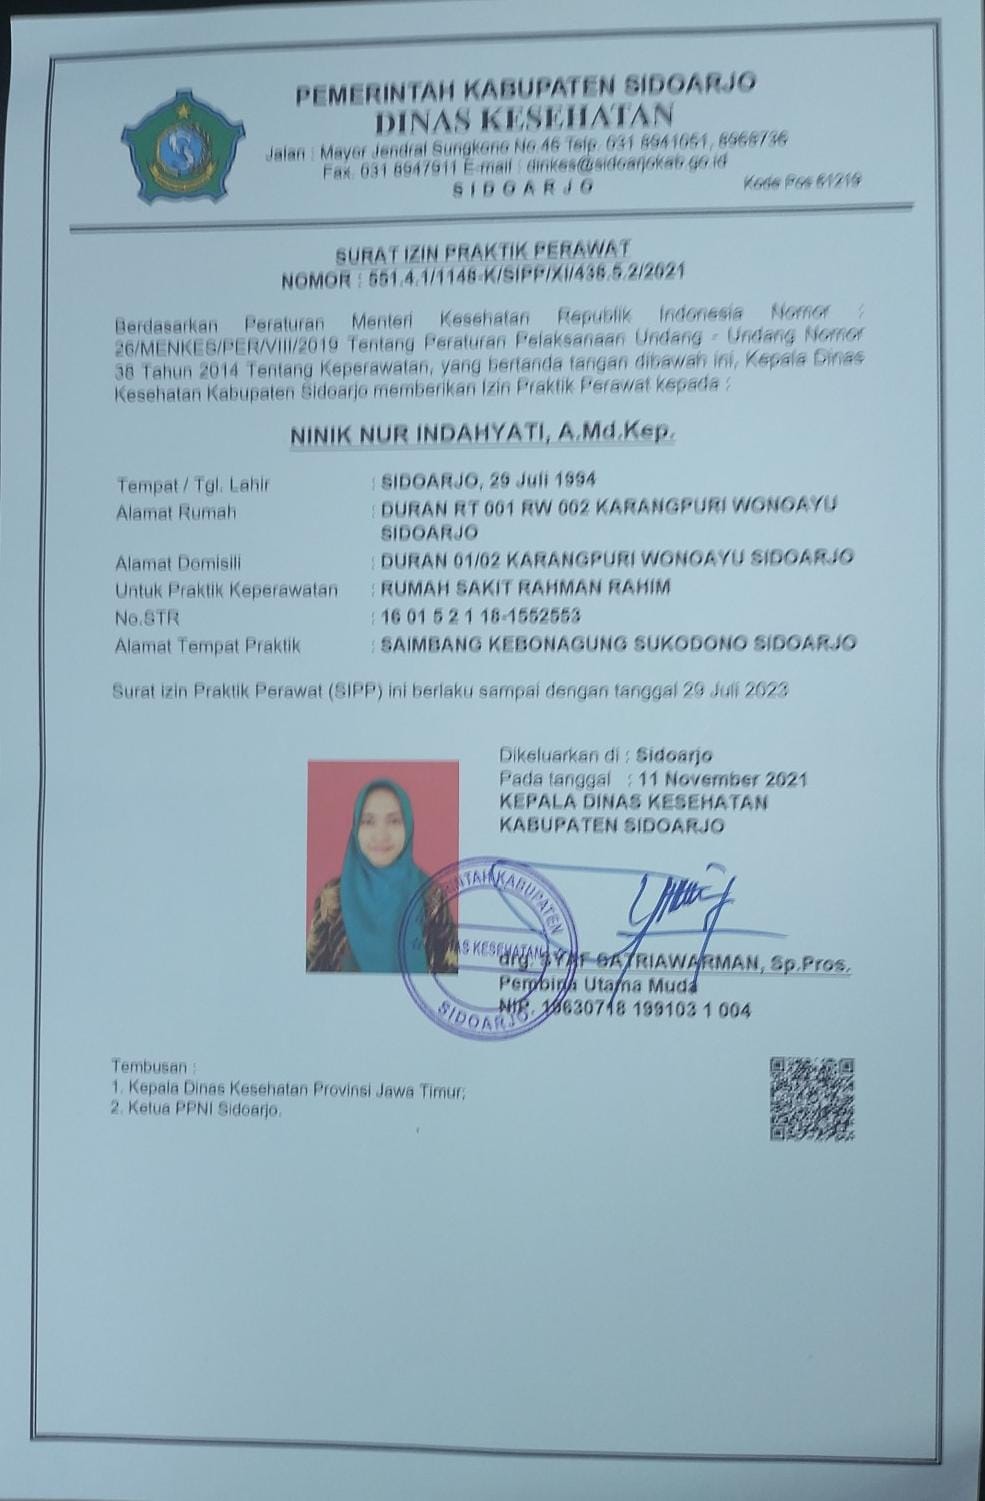 PEMERINTAH KABUPATEN SIDOARJO
DINAS KESEHATAN
Jalan : Mayor Jendral Sungkono No.46 Telp. 031 8941051, 8968736
Fax. 031 8947911 E-mail : dinkes@sidoarjokab.go.id
SIDOARJO
Kode Pos 61219
SURAT IZIN PRAKTIK PERAWAT
NOMOR : 551.4.1/1148-K/SIPP/XI/438.5.2/2021
Berdasarkan Peraturan Menteri Kesehatan Republik Indonesia Nomor :
26/MENKES/PER/VIII/2019 Tentang Peraturan Pelaksanaan Undang - Undang Nomor
38 Tahun 2014 Tentang Keperawatan, yang bertanda tangan dibawah ini, Kepala Dinas
Kesehatan Kabupaten Sidoarjo memberikan Izin Praktik Perawat kepada :
NINIK NUR INDAHYATI, A.Md.Kep.
Tempat / Tgl. Lahir : SIDOARJO, 29 Juli 1994
Alamat Rumah : DURAN RT 001 RW 002 KARANGPURI WONOAYU
SIDOARJO
Alamat Domisili : DURAN 01/02 KARANGPURI WONOAYU SIDOARJO
Untuk Praktik Keperawatan : RUMAH SAKIT RAHMAN RAHIM
No.STR : 16 01 5 2 1 18-1552553
Alamat Tempat Praktik : SAIMBANG KEBONAGUNG SUKODONO SIDOARJO
Surat izin Praktik Perawat (SIPP) ini berlaku sampai dengan tanggal 29 Juli 2023
Dikeluarkan di : Sidoarjo
Pada tanggal : 11 November 2021
KEPALA DINAS KESEHATAN
KABUPATEN SIDOARJO
KABUPATEN
KESEHATAN
SIDOARJO
drg. SYAF SATRIAWARMAN, Sp.Pros.
Pembina Utama Muda
NIP. 19630718 199103 1 004
Tembusan :
1. Kepala Dinas Kesehatan Provinsi Jawa Timur;
2. Ketua PPNI Sidoarjo.